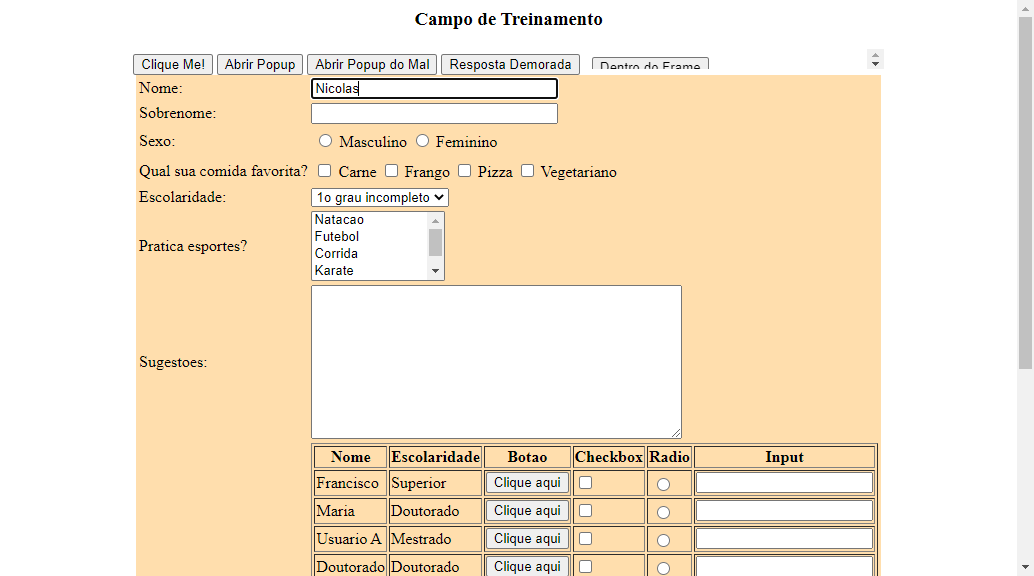 Campo de Treinamento
Clique Me! Abrir Popup Abrir Popup do Mal Resposta Demorada Dentro do Frame
Nome: Nicolas
Sobrenome:
Sexo: Masculino Feminino
Qual sua comida favorita? Carne Frango Pizza Vegetariano
Escolaridade: 1o grau incompleto
Pratica esportes? Natacao
Futebol
Corrida
Karate
Sugestoes:
Nome Escolaridade Botao Checkbox Radio Input
Francisco Superior Clique aqui
Maria Doutorado Clique aqui
Usuario A Mestrado Clique aqui
Doutorado Doutorado Clique aqui